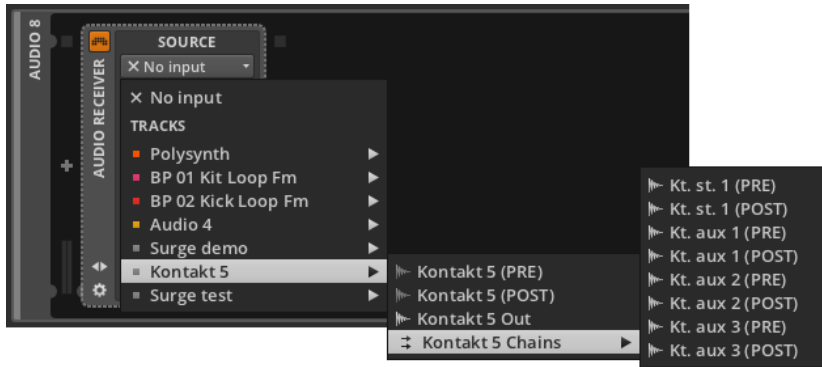 AUDIO 8
AUDIO RECEIVER
SOURCE
No input
No input
TRACKS
Polysynth
BP 01 Kit Loop Fm
BP 02 Kick Loop Fm
Audio 4
Surge demo
Kontakt 5
Surge test
Kontakt 5 (PRE)
Kontakt 5 (POST)
Kontakt 5 Out
Kontakt 5 Chains
Kt. st. 1 (PRE)
Kt. st. 1 (POST)
Kt. aux 1 (PRE)
Kt. aux 1 (POST)
Kt. aux 2 (PRE)
Kt. aux 2 (POST)
Kt. aux 3 (PRE)
Kt. aux 3 (POST)